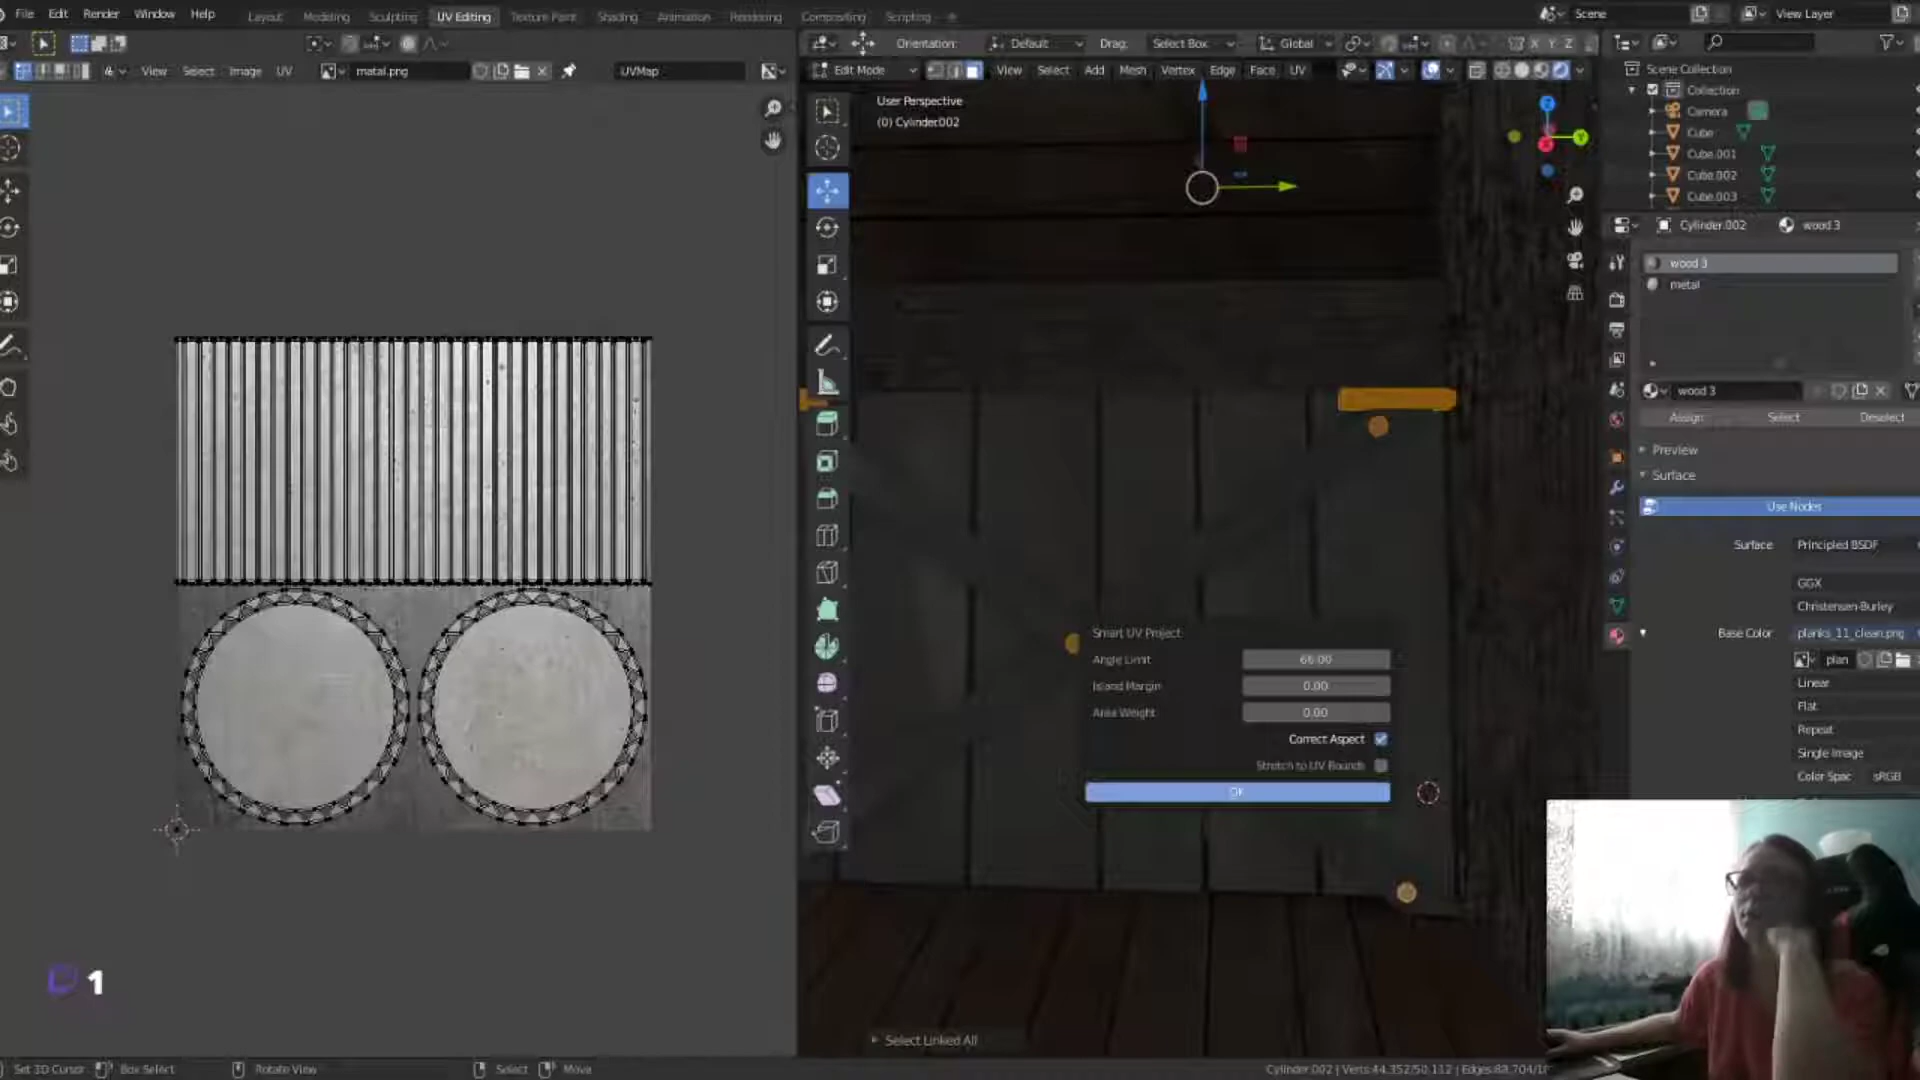 File Edit Render Window Help Layout Modeling Sculpting UV Editing Texture Paint Shading Animation Rendering Compositing Scripting + Scene View Layer
Orientation: Default Drag: Select Box Global X Y Z
View Select Image UV matal.png UVMap
Edit Mode View Select Add Mesh Vertex Edge Face UV
User Perspective
(0) Cylinder.002
Z
Y
X
Scene Collection
Collection
Camera
Cube
Cube.001
Cube.002
Cube.003
Cylinder.002 wood 3
wood 3
metal
wood 3
Assign Select Deselect
Preview
Surface
Use Nodes
Surface Principled BSDF
GGX
Christensen-Burley
Base Color planks_11_clean.png
plan
Linear
Flat
Repeat
Single Image
Color Spac sRGB
Smart UV Project
Angle Limit 66.00
Island Margin 0.00
Area Weight 0.00
Correct Aspect
Stretch to UV Bounds
OK
1
Select Linked All
Set 3D Cursor Box Select Rotate View Select Move